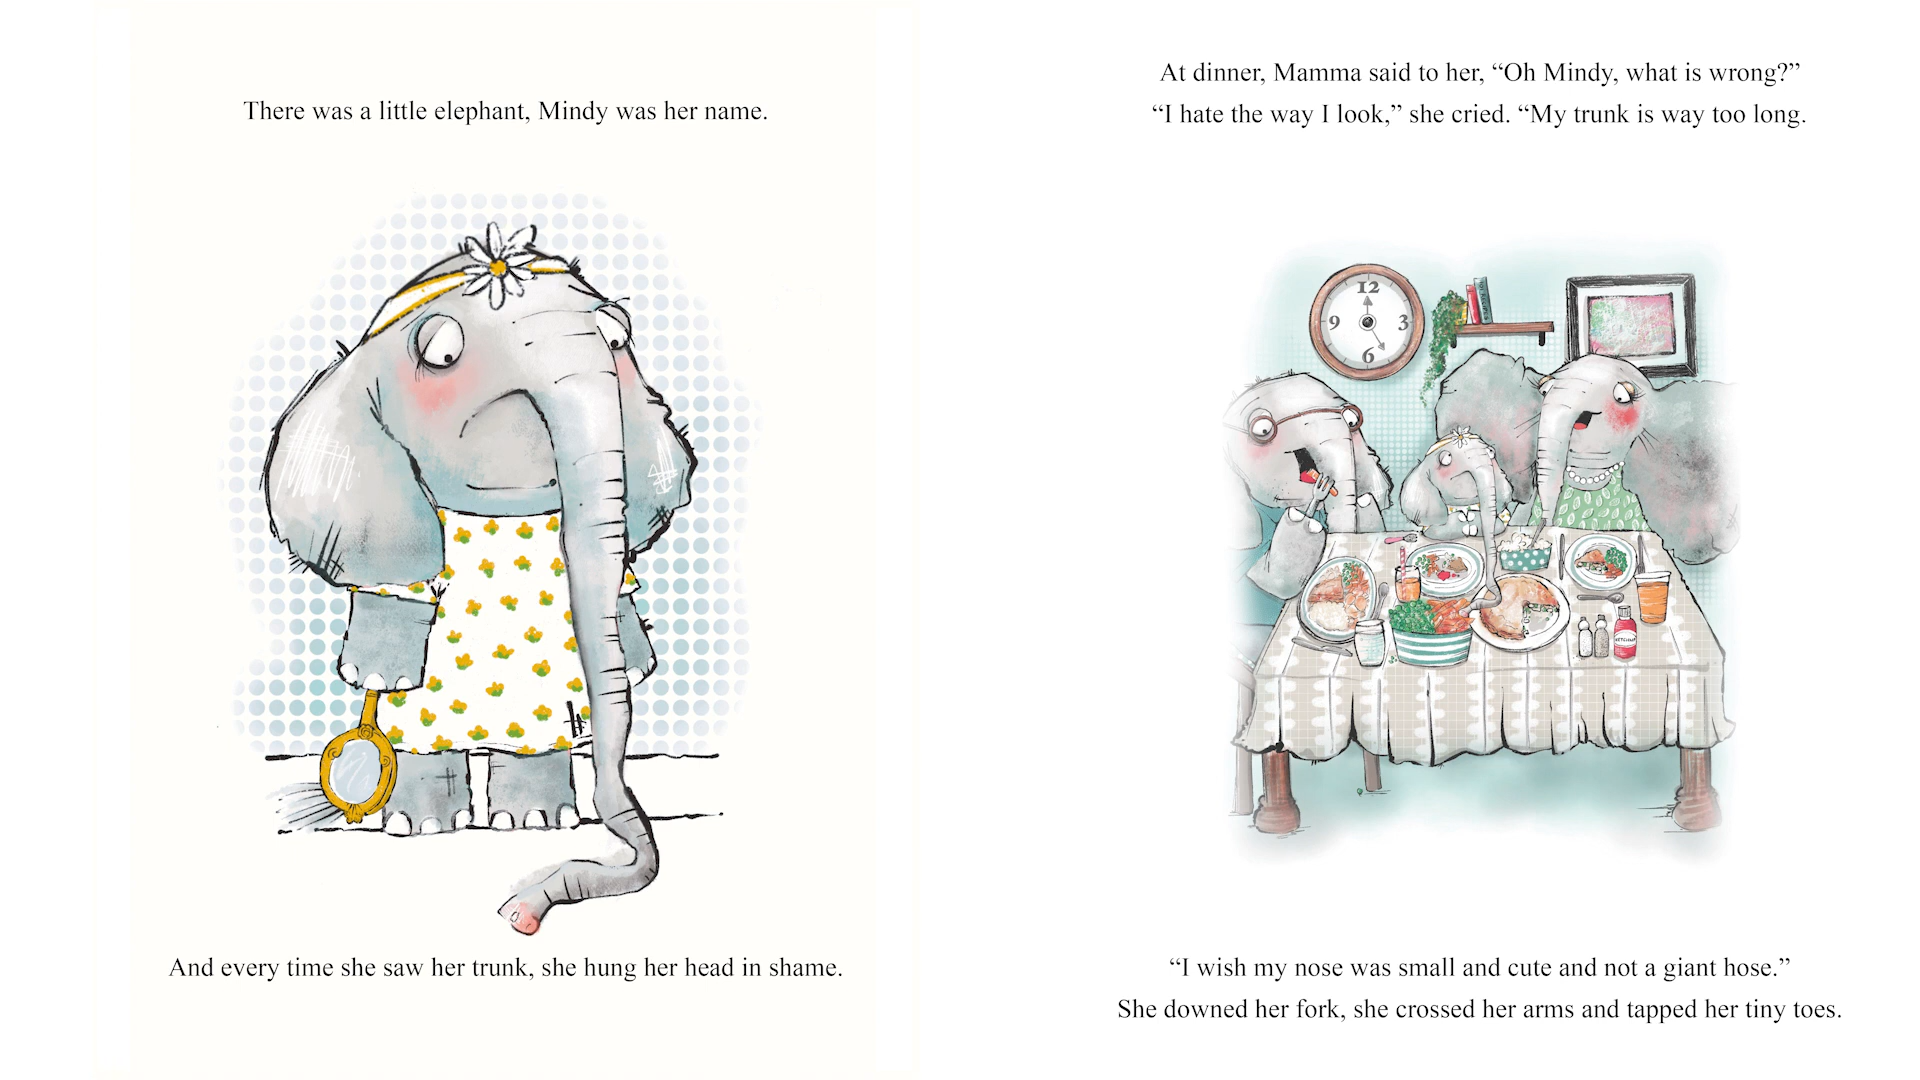 There was a little elephant, Mindy was her name.
And every time she saw her trunk, she hung her head in shame.
At dinner, Mamma said to her, “Oh Mindy, what is wrong?”
“I hate the way I look,” she cried. “My trunk is way too long.
12
9
3
6
KETCHUP
“I wish my nose was small and cute and not a giant hose.”
She downed her fork, she crossed her arms and tapped her tiny toes.